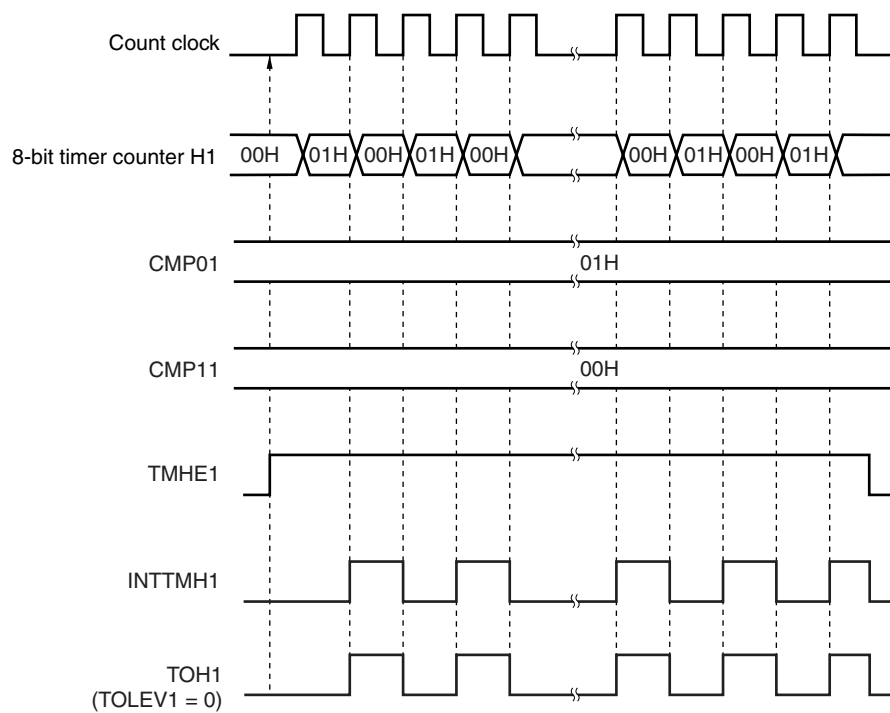 Count clock
8-bit timer counter H1 00H 01H 00H 01H 00H 00H 01H 00H 01H
CMP01 01H
CMP11 00H
TMHE1
INTTMH1
TOH1
(TOLEV1 = 0)